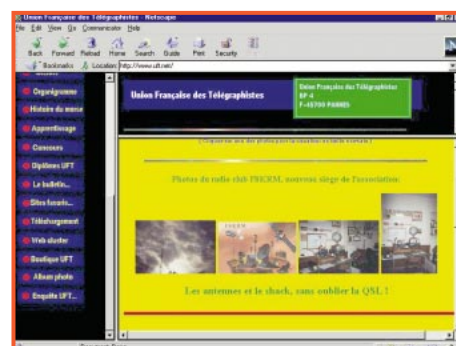 Union Française des Télégraphistes - Netscape
File Edit View Go Communicator Help
Back Forward Reload Home Search Guide Print Security
Bookmarks Location: http://www.uft.net/
Organigramme
Histoire du morse
Apprentissage
Concours
Diplômes UFT
Le bulletin...
Sites favoris...
Téléchargement
Web cluster
Boutique UFT
Album photo
Enquête UFT...
Union Française des Télégraphistes
Union Française des Télégraphistes
BP 4
F-45700 PANNES
Photos du radio club F8KRM, nouveau siège de l'association.
Les antennes et le shack, sans oublier la QSL !